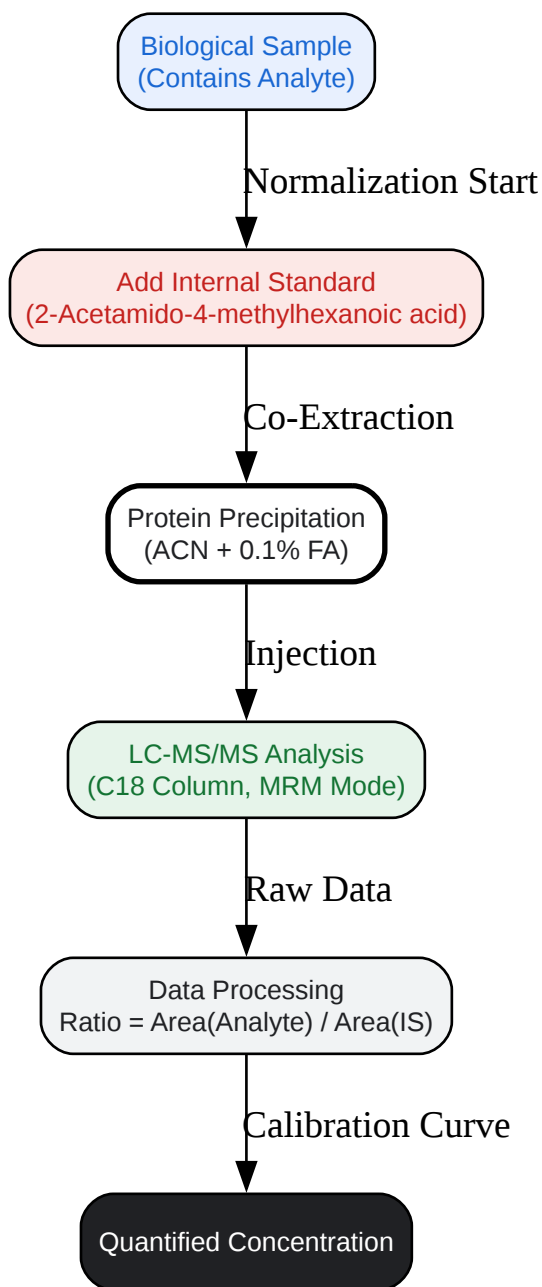 Biological Sample
(Contains Analyte)
Normalization Start
Add Internal Standard
(2-Acetamido-4-methylhexanoic acid)
Co-Extraction
Protein Precipitation
(ACN + 0.1% FA)
Injection
LC-MS/MS Analysis
(C18 Column, MRM Mode)
Raw Data
Data Processing
Ratio = Area(Analyte) / Area(IS)
Calibration Curve
Quantified Concentration